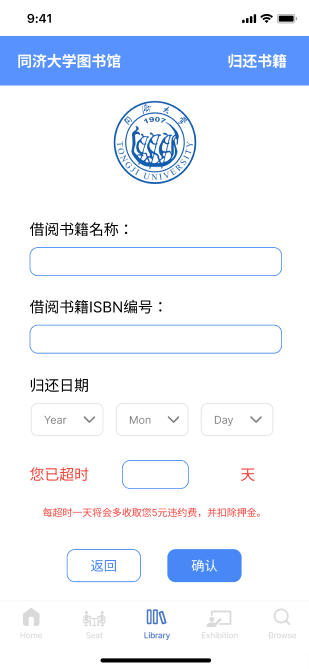 9:41
同济大学图书馆 归还书籍
同济大学
1907
TONGJI UNIVERSITY
借阅书籍名称：
借阅书籍ISBN编号：
归还日期
Year Mon Day
您已超时 天
每超时一天将会多收取您5元违约费，并扣除押金。
返回 确认
Home Seat Library Exhibition Browse